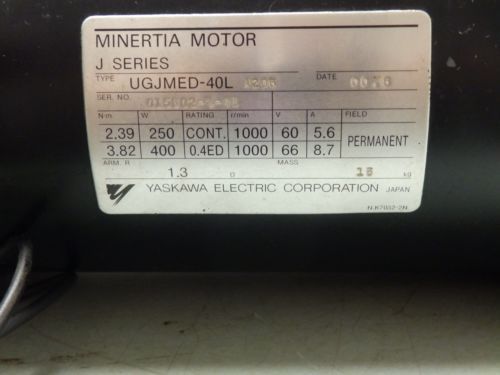 MINERTIA MOTOR
J SERIES
TYPE UGJMED-40L DATE
SER. NO.
N·m W RATING r/min V A FIELD
2.39 250 CONT. 1000 60 5.6 PERMANENT
3.82 400 0.4ED 1000 66 8.7
ARM. R 1.3 Ω MASS 15 kg
YASKAWA ELECTRIC CORPORATION JAPAN